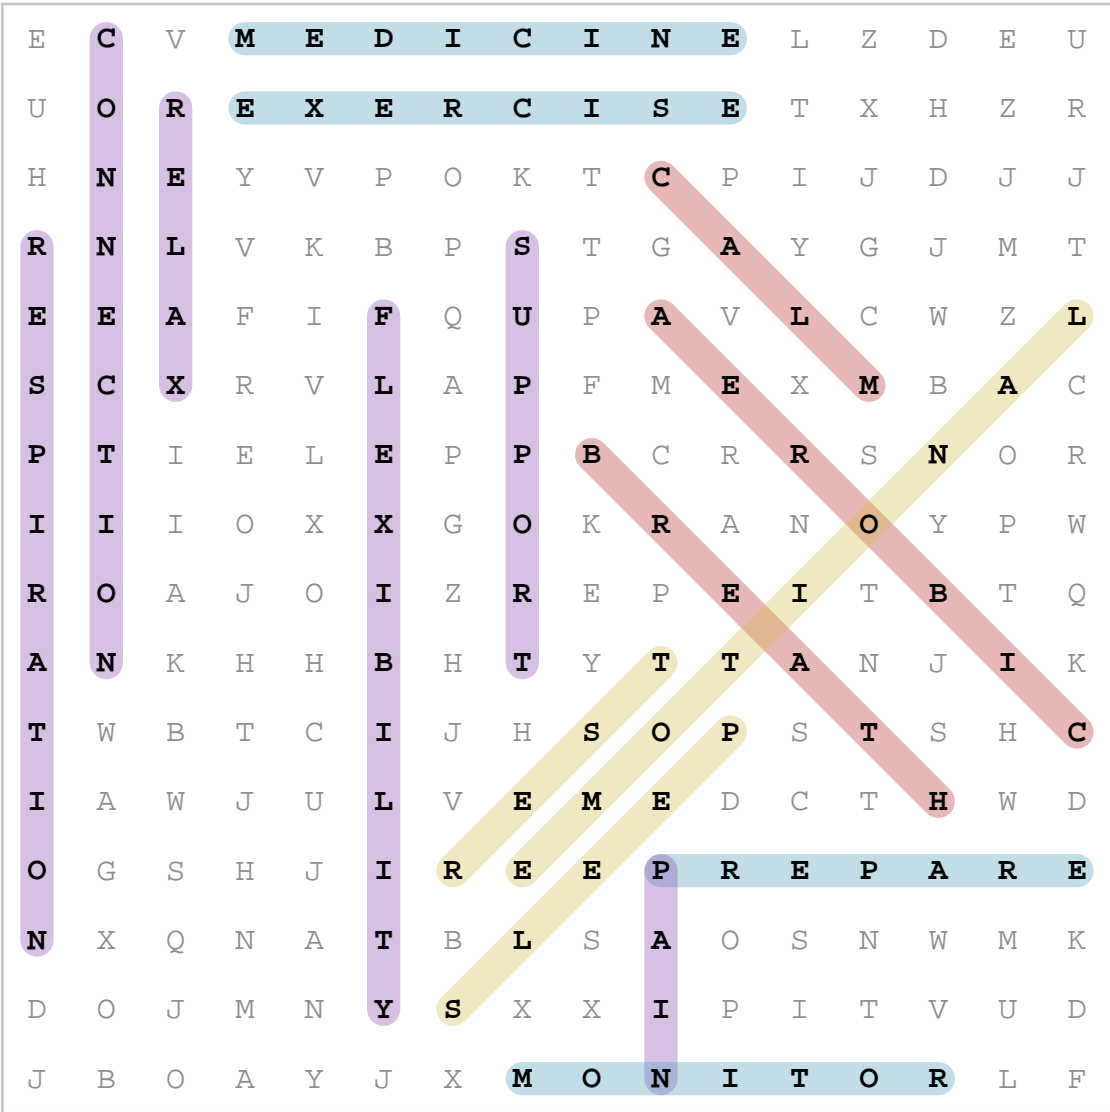 E C V M E D I C I N E L Z D E U
U O R E X E R C I S E T X H Z R
H N E Y V P O K T C P I J D J J
R N L V K B P S T G A Y G J M T
E E A F I F Q U P A V L C W Z L
S C X R V L A P F M E X M B A C
P T I E L E P P B C R R S N O R
I I I O X X G O K R A N O Y P W
R O A J O I Z R E P E I T B T Q
A N K H H B H T Y T T A N J I K
T W B T C I J H S O P S T S H C
I A W J U L V E M E D C T H W D
O G S H J I R E E P R E P A R E
N X Q N A T B L S A O S N W M K
D O J M N Y S X X I P I T V U D
J B O A Y J X M O N I T O R L F